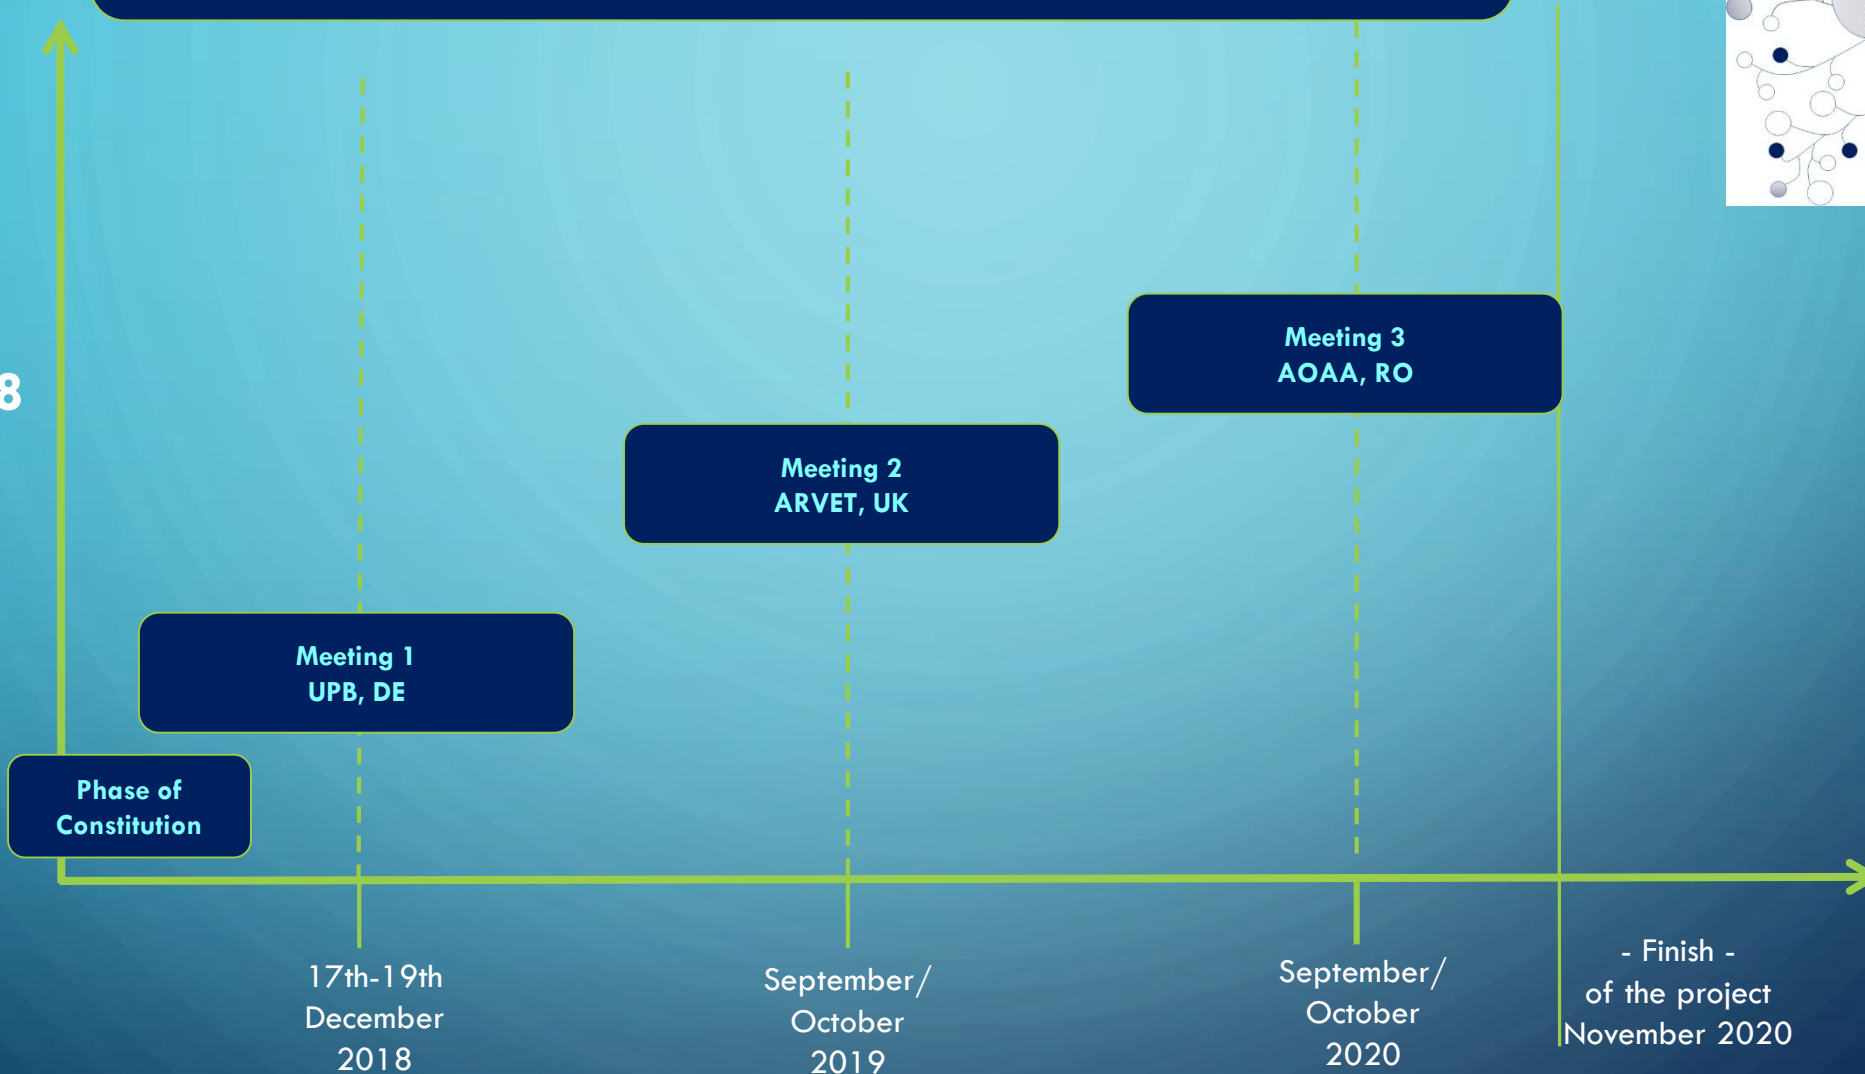 8
Meeting 3
AOAA, RO
Meeting 2
ARVET, UK
Meeting 1
UPB, DE
Phase of
Constitution
17th-19th
December
2018
September/
October
2019
September/
October
2020
- Finish -
of the project
November 2020